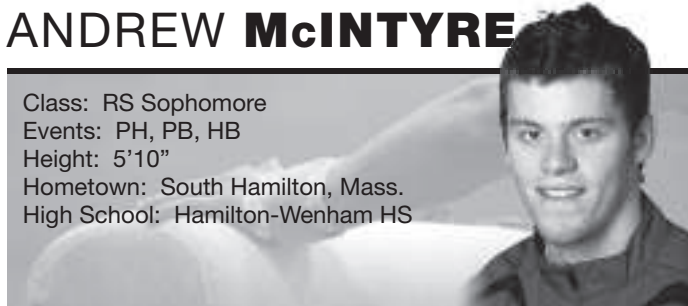 ANDREW McINTYRE
Class: RS Sophomore
Events: PH, PB, HB
Height: 5’10”
Hometown: South Hamilton, Mass.
High School: Hamilton-Wenham HS